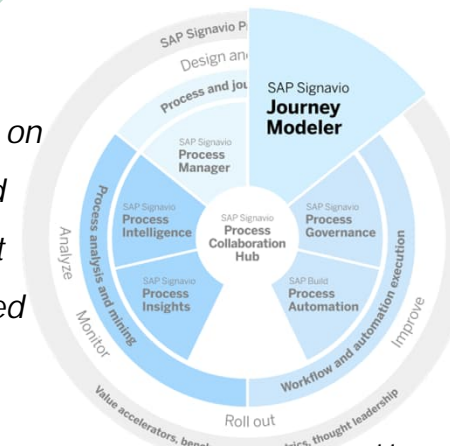 SAP Signavio P
Design an
Process and jou
SAP Signavio
Journey
Modeler
on
SAP Signavio
Process
Manager
SAP Signavio
Process
Intelligence
SAP Signavio
Process
Collaboration
Hub
SAP Signavio
Process
Governance
SAP Signavio
Process
Insights
SAP Build
Process
Automation
Process analysis and mining
Workflow and automation execution
Analyze
Monitor
Improve
Roll out
ed
Value accelerators, ben
rics, thought leadership